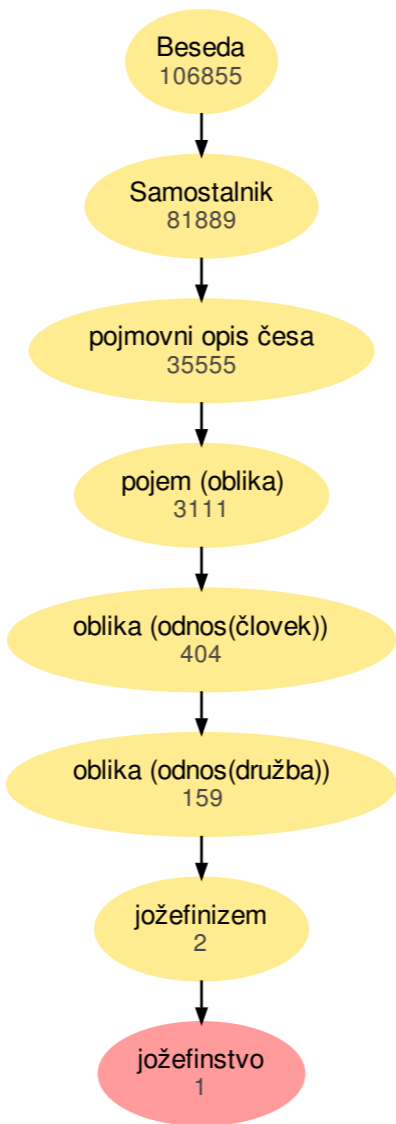 Beseda
106855
Samostalnik
81889
pojmovni opis česa
35555
pojem (oblika)
3111
oblika (odnos(človek))
404
oblika (odnos(družba))
159
jožefinizem
2
jožefinstvo
1